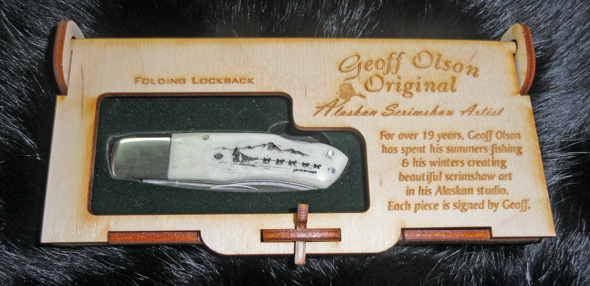 Folding Lockback
Geoff Olson
Original
Alaskan Scrimshaw Artist
For over 19 years, Geoff Olson
has spent his summers fishing
& his winters creating
beautiful scrimshaw art
in his Alaskan studio.
Each piece is signed by Geoff.